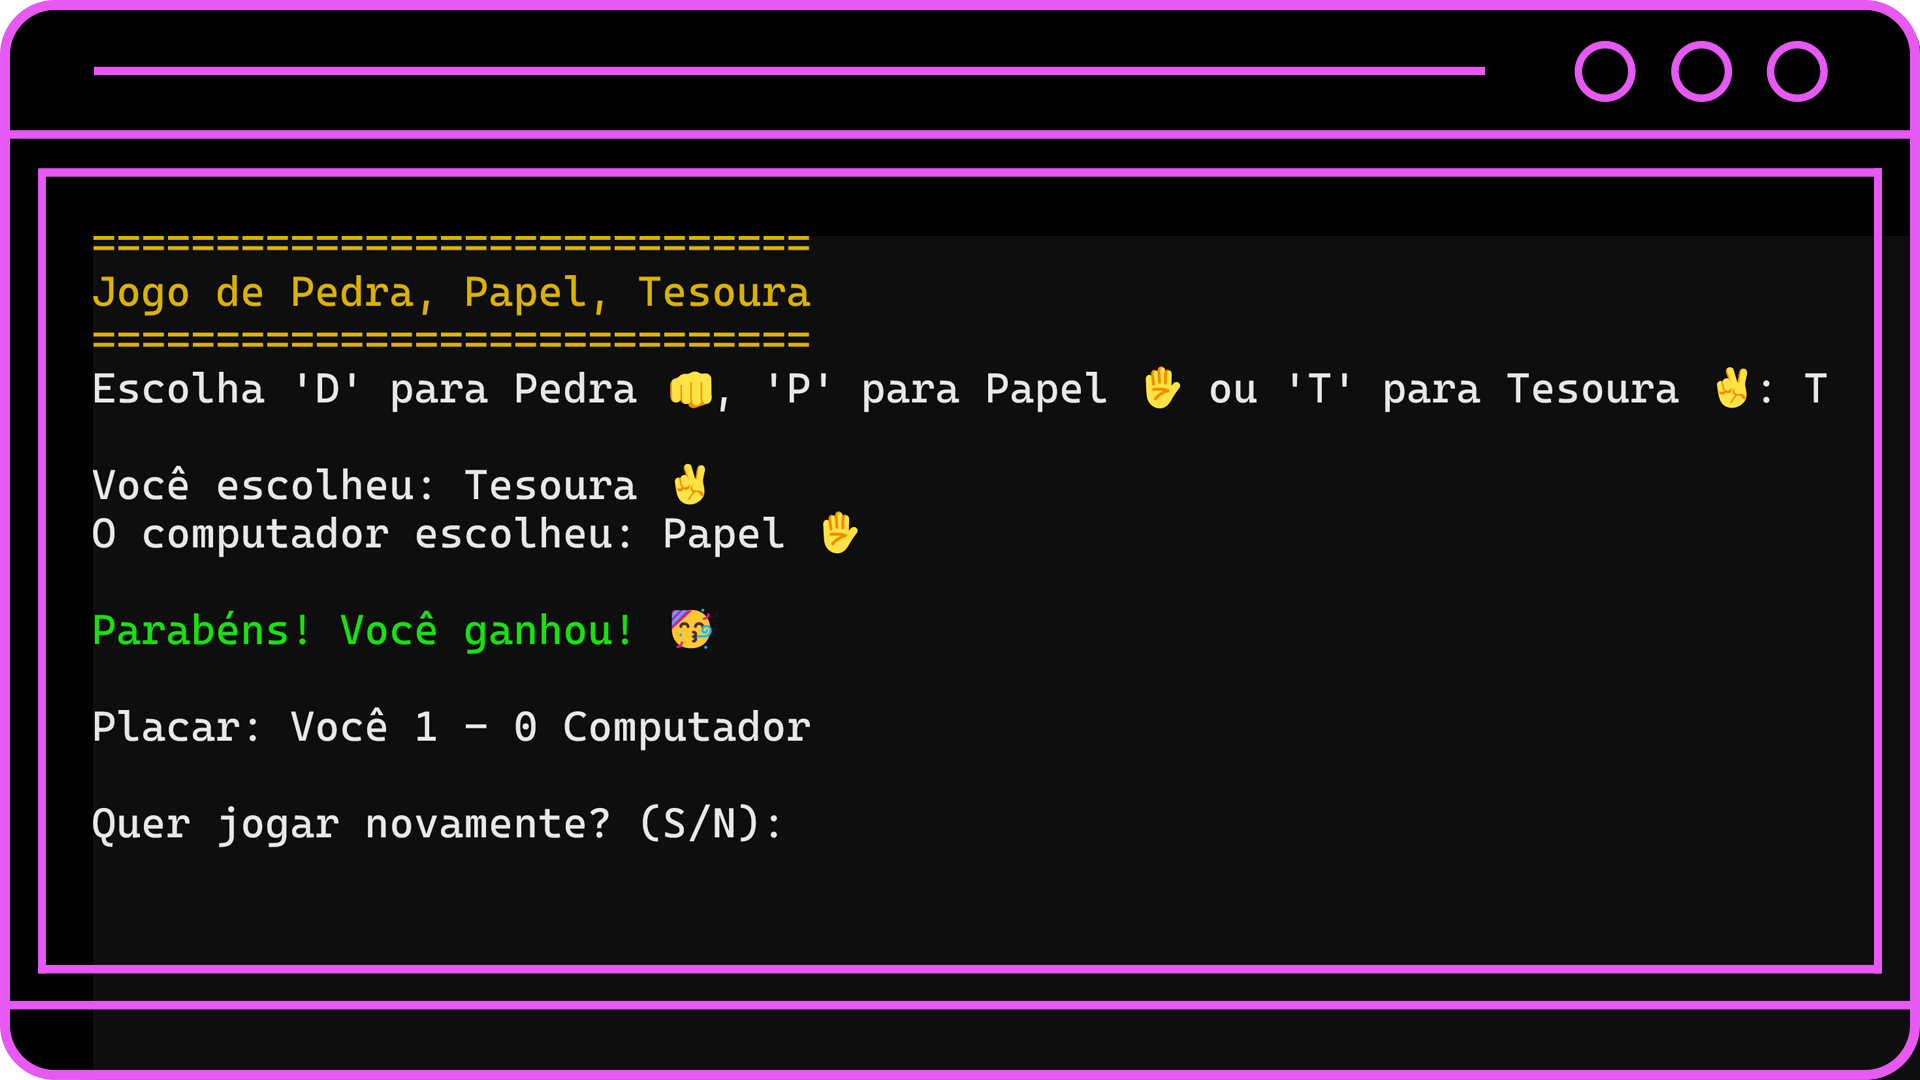 =============================
Jogo de Pedra, Papel, Tesoura
=============================
Escolha 'D' para Pedra 👊, 'P' para Papel ✋ ou 'T' para Tesoura ✌️: T
Você escolheu: Tesoura ✌️
O computador escolheu: Papel ✋
Parabéns! Você ganhou! 🥳
Placar: Você 1 - 0 Computador
Quer jogar novamente? (S/N):